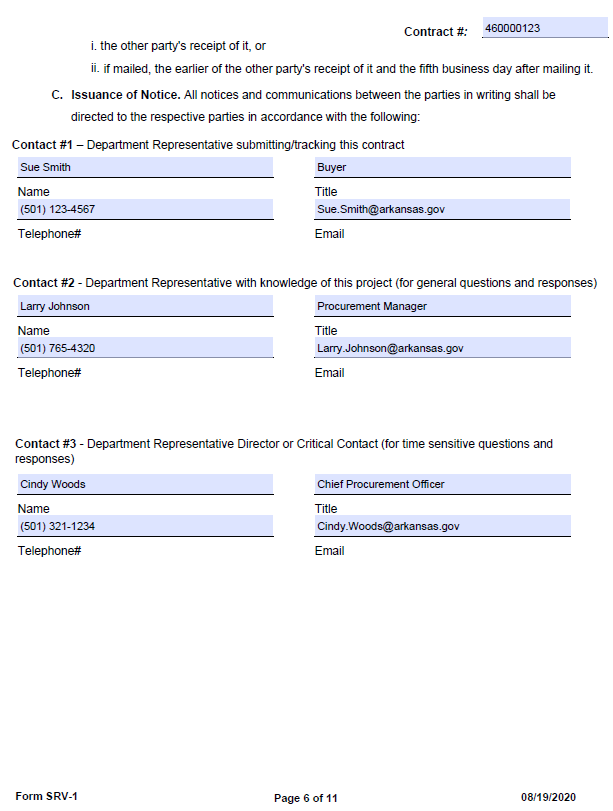 Contract #: 460000123
i. the other party's receipt of it, or
ii. if mailed, the earlier of the other party's receipt of it and the fifth business day after mailing it.
C. Issuance of Notice. All notices and communications between the parties in writing shall be
directed to the respective parties in accordance with the following:
Contact #1 – Department Representative submitting/tracking this contract
Sue Smith Buyer
Name Title
(501) 123-4567 Sue.Smith@arkansas.gov
Telephone# Email
Contact #2 - Department Representative with knowledge of this project (for general questions and responses)
Larry Johnson Procurement Manager
Name Title
(501) 765-4320 Larry.Johnson@arkansas.gov
Telephone# Email
Contact #3 - Department Representative Director or Critical Contact (for time sensitive questions and
responses)
Cindy Woods Chief Procurement Officer
Name Title
(501) 321-1234 Cindy.Woods@arkansas.gov
Telephone# Email
Form SRV-1 Page 6 of 11 08/19/2020